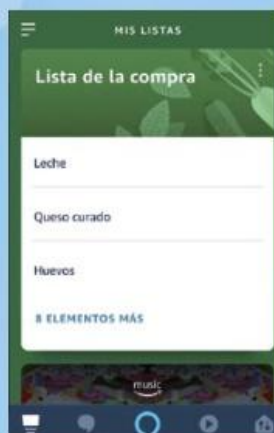 MIS LISTAS
Lista de la compra
Leche
Queso curado
Huevos
8 ELEMENTOS MÁS
music